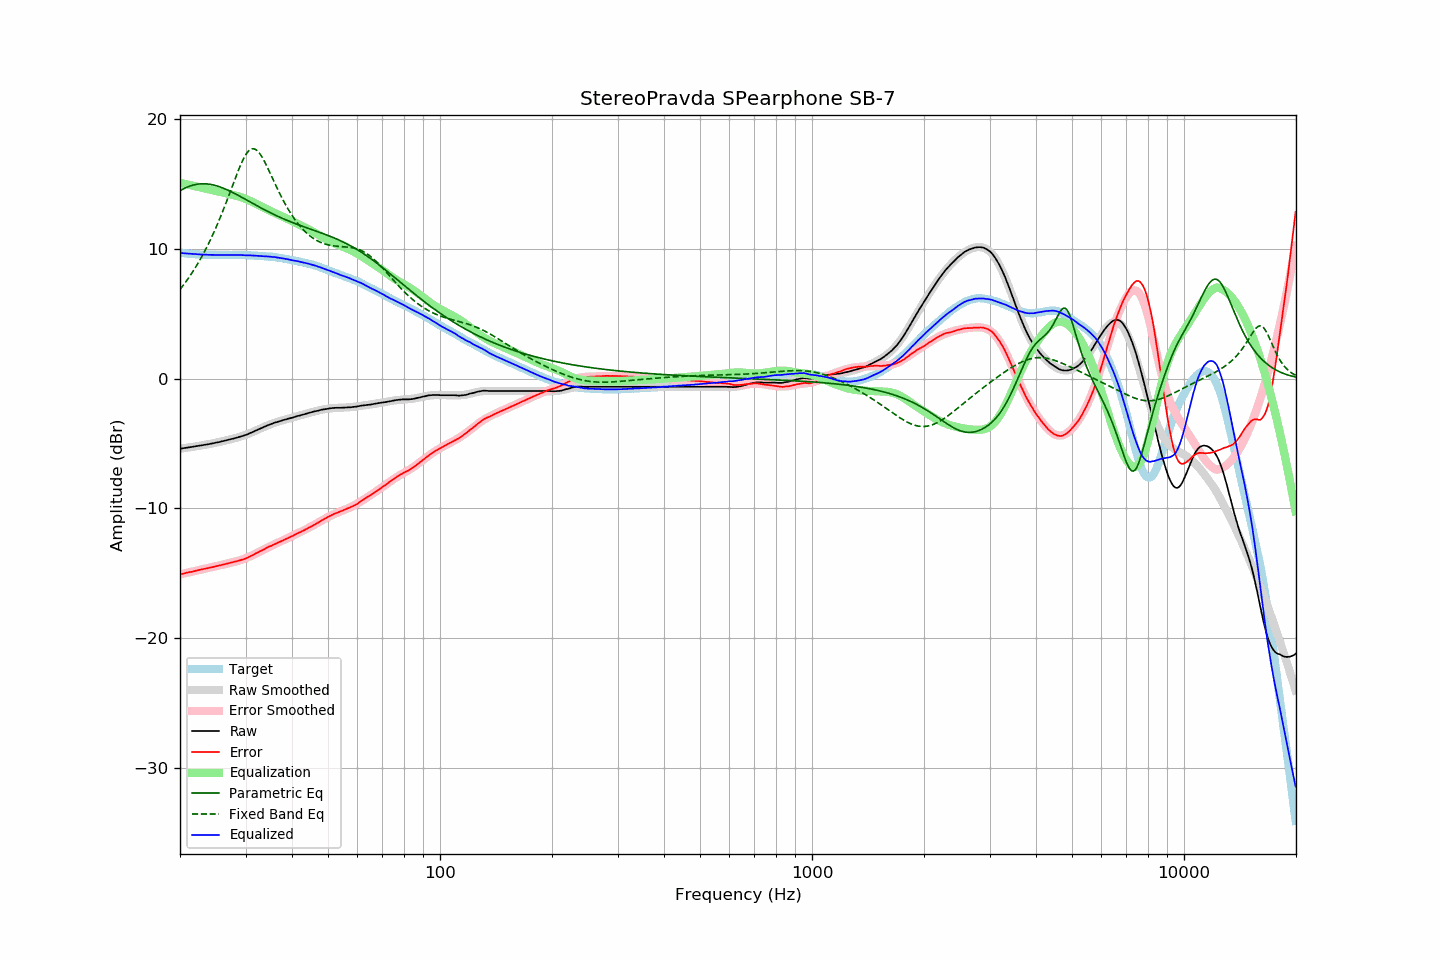 StereoPravda SPearphone SB-7
20
10
0
−10
−20
−30
Amplitude (dBr)
Target
Raw Smoothed
Error Smoothed
Raw
Error
Equalization
Parametric Eq
Fixed Band Eq
Equalized
100
1000
10000
Frequency (Hz)